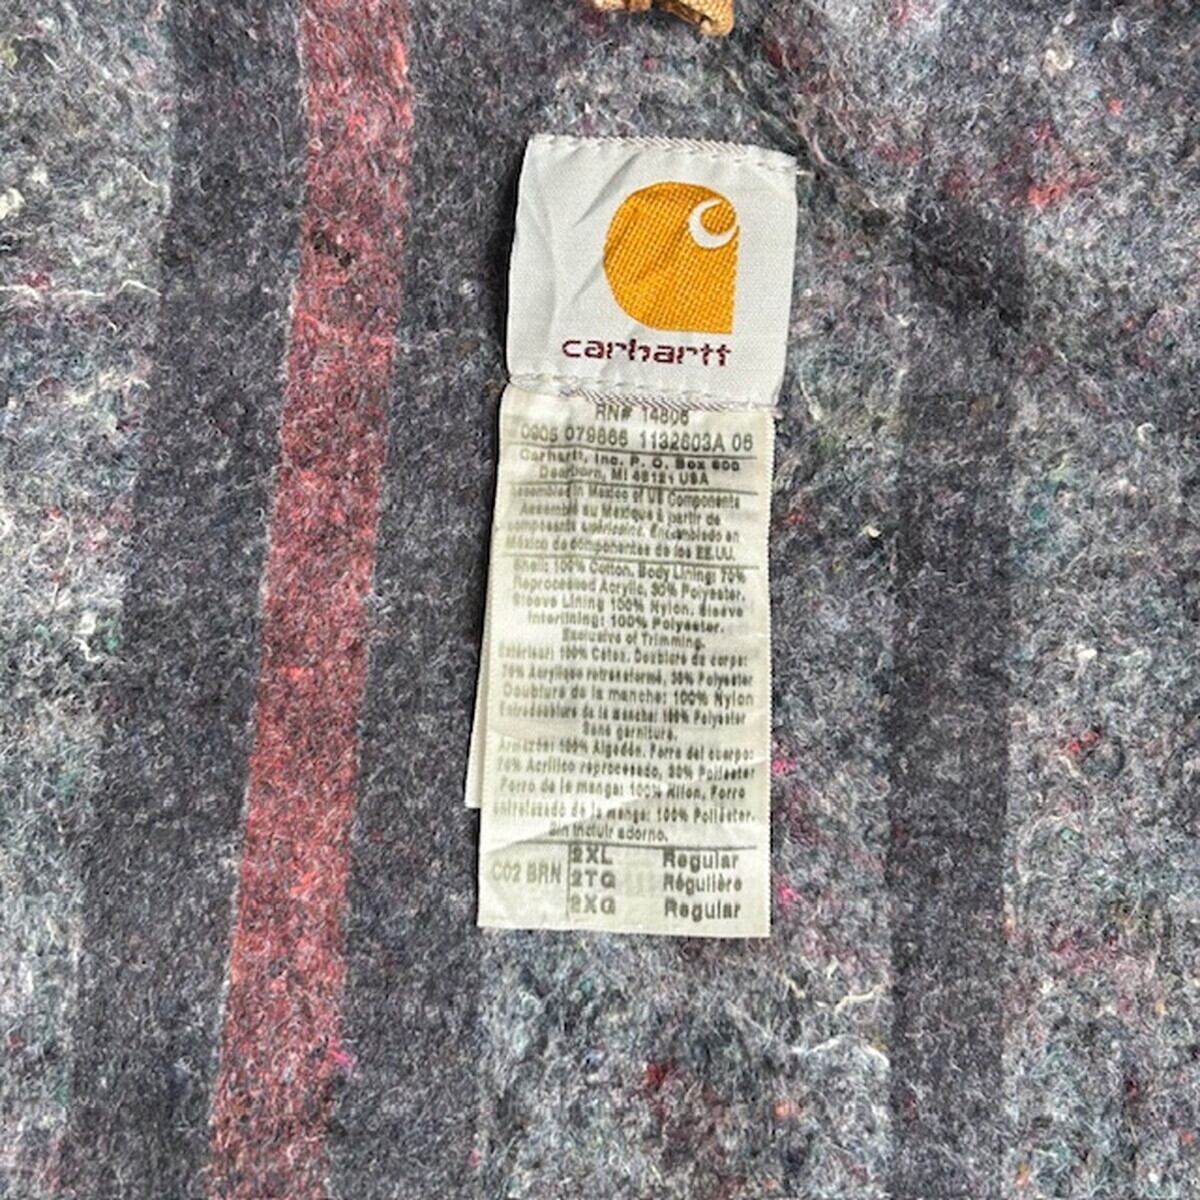 carhartt
RN# 14806
0905 079866 1132603A 06
Carhartt, Inc. P. O. Box 600
Dearborn, MI 48121 USA
Assembled in Mexico of US Components
Assemblé au Mexique à partir de
composants américains. Ensamblado en
México de componentes de los EE.UU.
Shell: 100% Cotton. Body Lining: 70%
Reprocessed Acrylic, 30% Polyester.
Sleeve Lining 100% Nylon. Sleeve
Interlining: 100% Polyester.
Exclusive of Trimming.
Extérieur: 100% Coton. Doublure de corps:
70% Acrylique retransformé, 30% Polyester
Doublure de la manche: 100% Nylon
Entredoublure de la manche: 100% Polyester
Sans garniture.
Armazón: 100% Algodón. Forro del cuerpo:
70% Acrílico reprocesado, 30% Poliéster
Forro de la manga: 100% Nilon, Forro
entrelazado de la manga: 100% Poliéster.
Sin incluir adorno.
C02 BRN
2XL Regular
2TG Régulière
2XG Regular